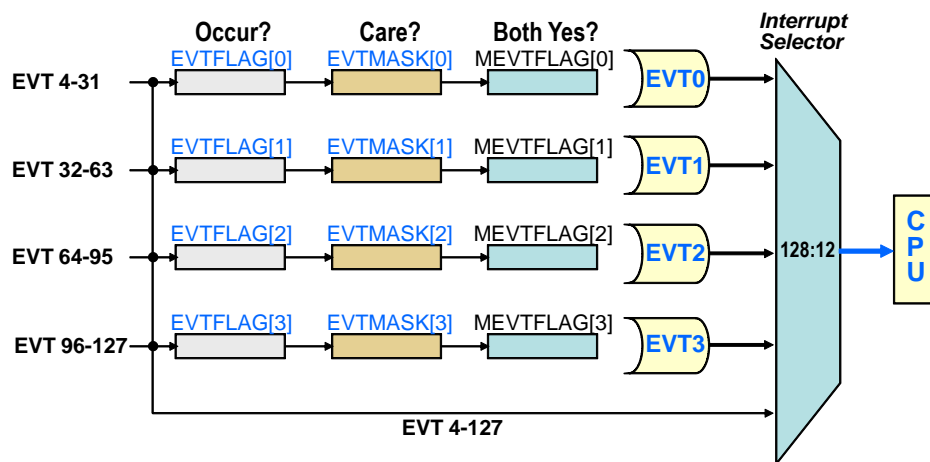 Occur?
Care?
Both Yes?
Interrupt
Selector
EVTFLAG[0]
EVTMASK[0]
MEVTFLAG[0]
EVT 4-31
EVT0
EVTFLAG[1]
EVTMASK[1]
MEVTFLAG[1]
EVT 32-63
EVT1
EVTFLAG[2]
EVTMASK[2]
MEVTFLAG[2]
EVT 64-95
EVT2
128:12
C
P
U
EVTFLAG[3]
EVTMASK[3]
MEVTFLAG[3]
EVT 96-127
EVT3
EVT 4-127